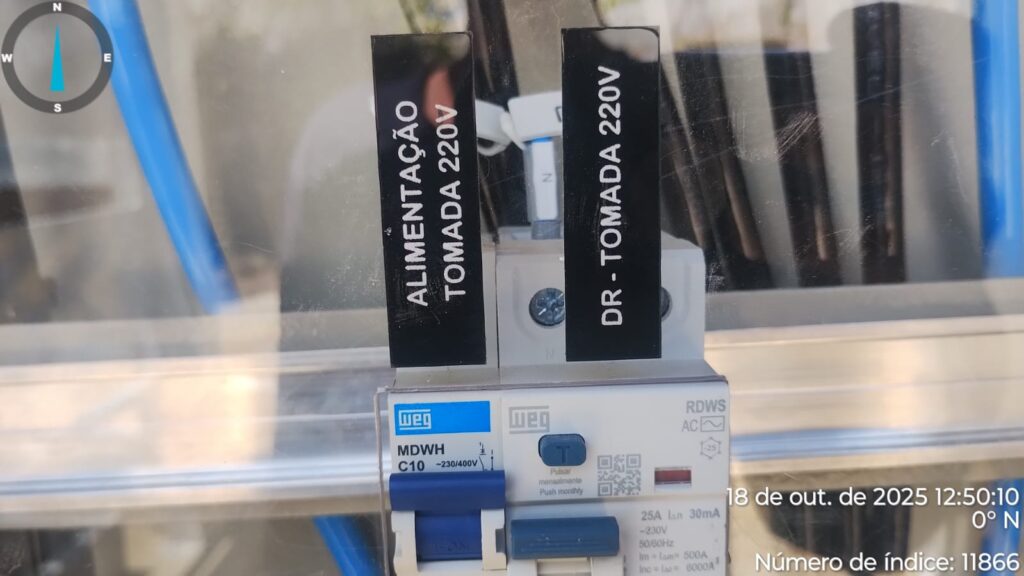 N
W E
S
ALIMENTAÇÃO
TOMADA 220V
DR - TOMADA 220V
N
N
WEG
MDWH
C10 ~230/400V
WEG
RDWS
AC
T
Pulsar
mensalmente
Push monthly
25A I∆n 30mA
~230V
50/60Hz
Im = I∆m = 500A
Inc = I∆c = 6000A
18 de out. de 2025 12:50:10
0° N
Número de índice: 11866